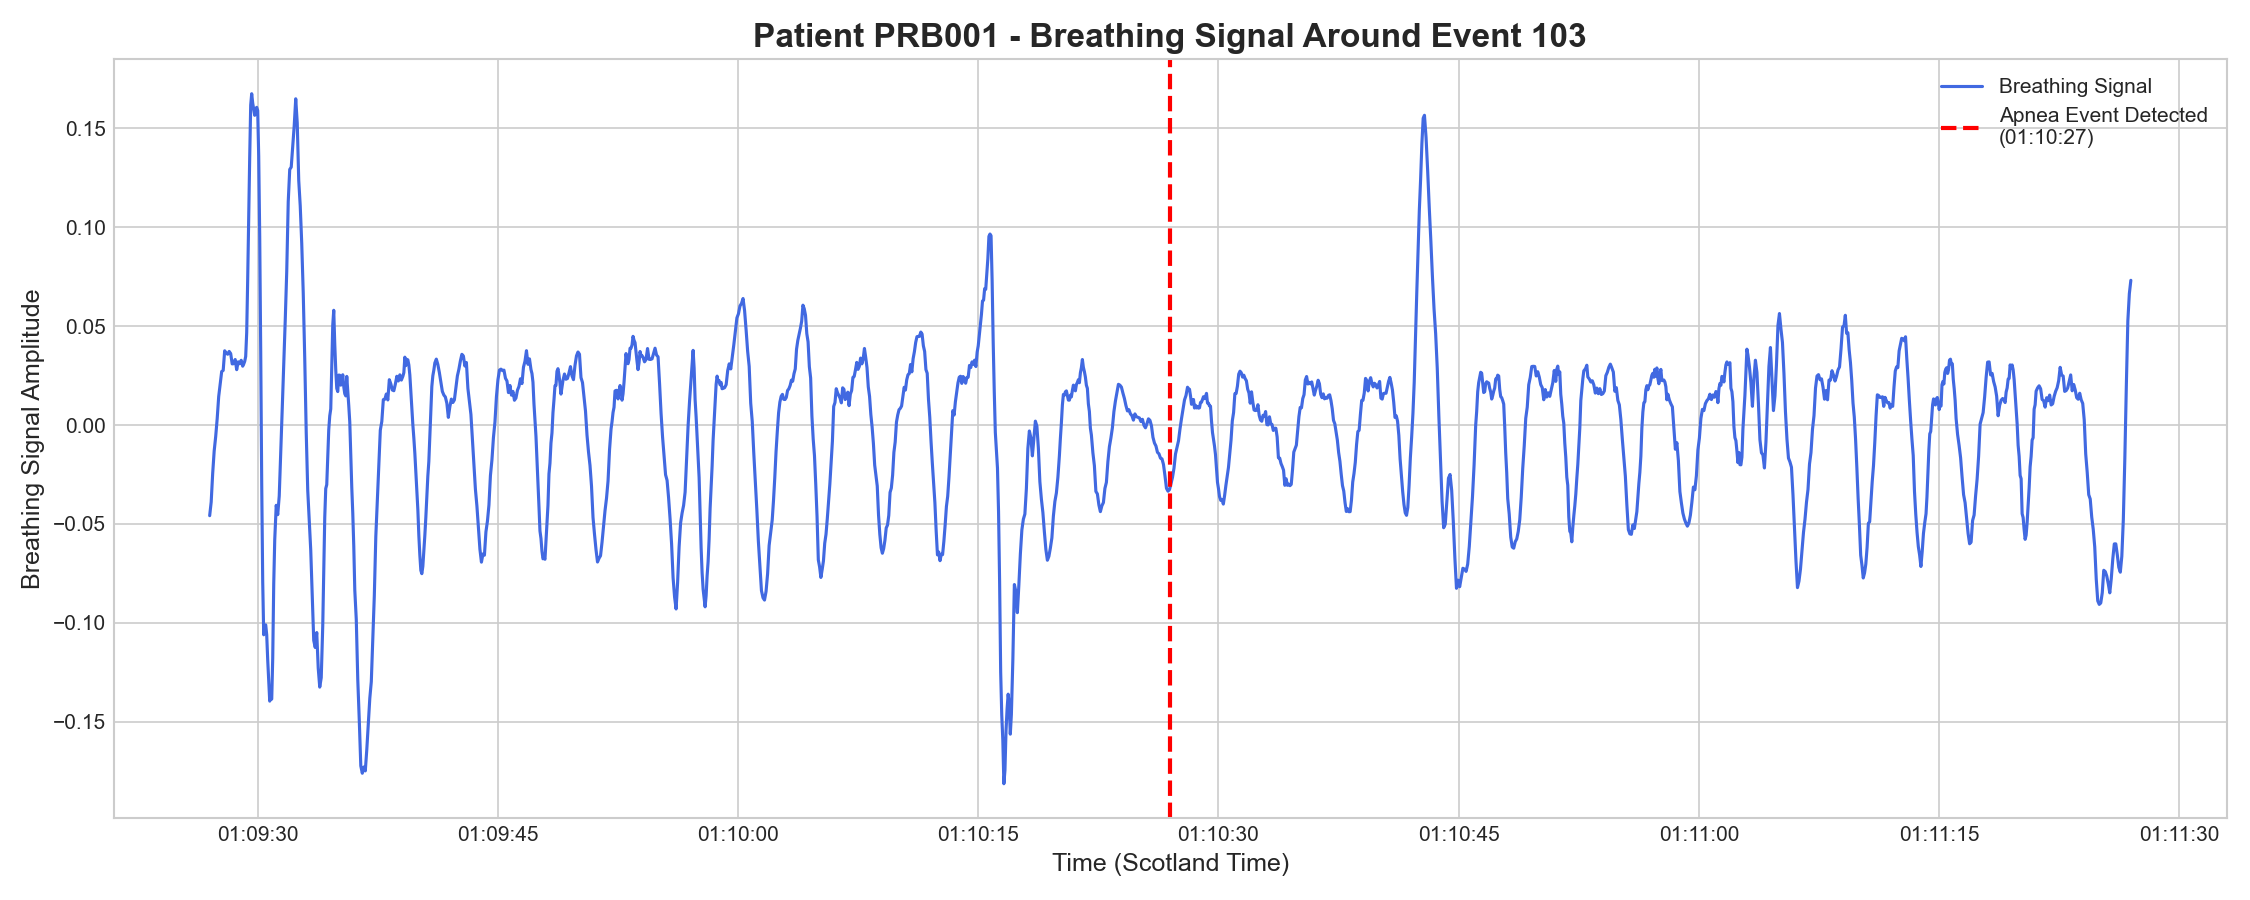 Patient PRB001 - Breathing Signal Around Event 103
Breathing Signal
Apnea Event Detected
(01:10:27)
Breathing Signal Amplitude
0.15
0.10
0.05
0.00
−0.05
−0.10
−0.15
01:09:30 01:09:45 01:10:00 01:10:15 01:10:30 01:10:45 01:11:00 01:11:15 01:11:30
Time (Scotland Time)